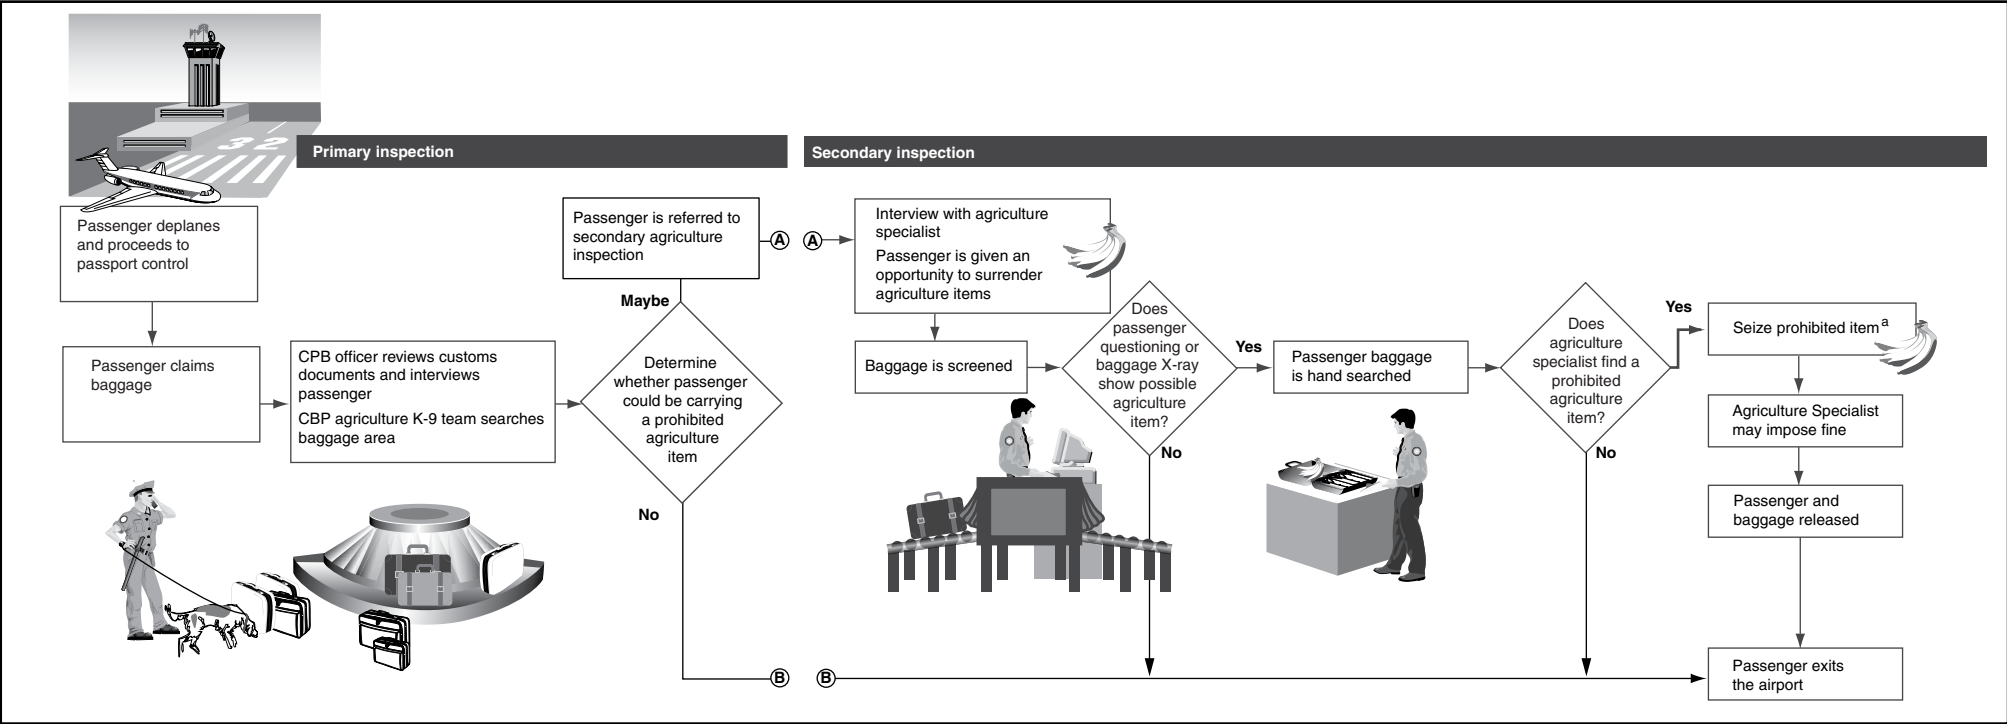 32
Primary inspection
Secondary inspection
Passenger deplanes
and proceeds to
passport control
Passenger claims
baggage
CPB officer reviews customs
documents and interviews
passenger
CBP agriculture K-9 team searches
baggage area
Determine
whether passenger
could be carrying
a prohibited
agriculture
item
Maybe
Passenger is referred to
secondary agriculture
inspection
A
No
B
A
Interview with agriculture
specialist
Passenger is given an
opportunity to surrender
agriculture items
Baggage is screened
Does
passenger
questioning or
baggage X-ray
show possible
agriculture
item?
Yes
No
Passenger baggage
is hand searched
Does
agriculture
specialist find a
prohibited
agriculture
item?
Yes
No
Seize prohibited item a
Agriculture Specialist
may impose fine
Passenger and
baggage released
B
Passenger exits
the airport